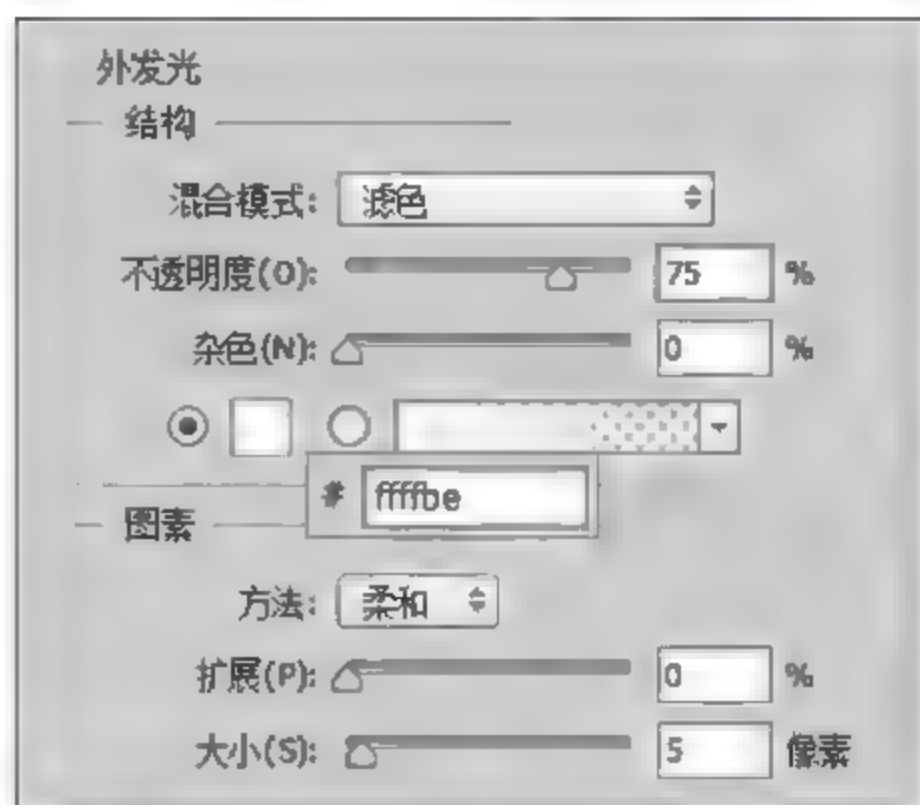 外发光
结构
混合模式: 滤色
不透明度(O): 75 %
杂色(N): 0 %
# ffffbe
图素
方法: 柔和
扩展(P): 0 %
大小(S): 5 像素